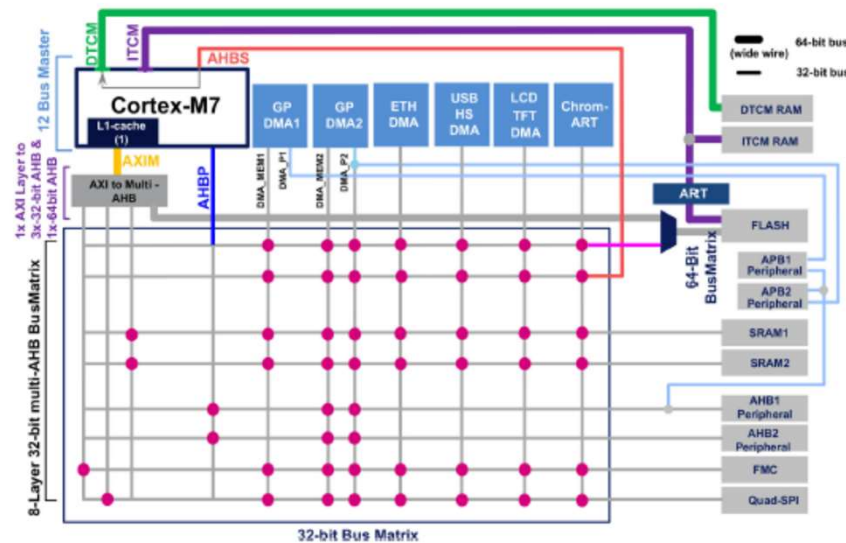 DTCM
ITCM
AHBS
12 Bus Master
Cortex-M7
L1-cache
(1)
AXIM
AHBP
AXI to Multi -
AHB
1x AXI Layer to
3x-32-bit AHB &
1x-64bit AHB
GP
DMA1
GP
DMA2
ETH
DMA
USB
HS
DMA
LCD
TFT
DMA
Chrom-
ART
DMA_MEM1
DMA_P1
DMA_MEM2
DMA_P2
(wide wire)
64-bit bus
32-bit bus
DTCM RAM
ITCM RAM
ART
FLASH
64-Bit
BusMatrix
APB1
Peripheral
APB2
Peripheral
SRAM1
SRAM2
AHB1
Peripheral
AHB2
Peripheral
FMC
Quad-SPI
8-Layer 32-bit multi-AHB BusMatrix
32-bit Bus Matrix